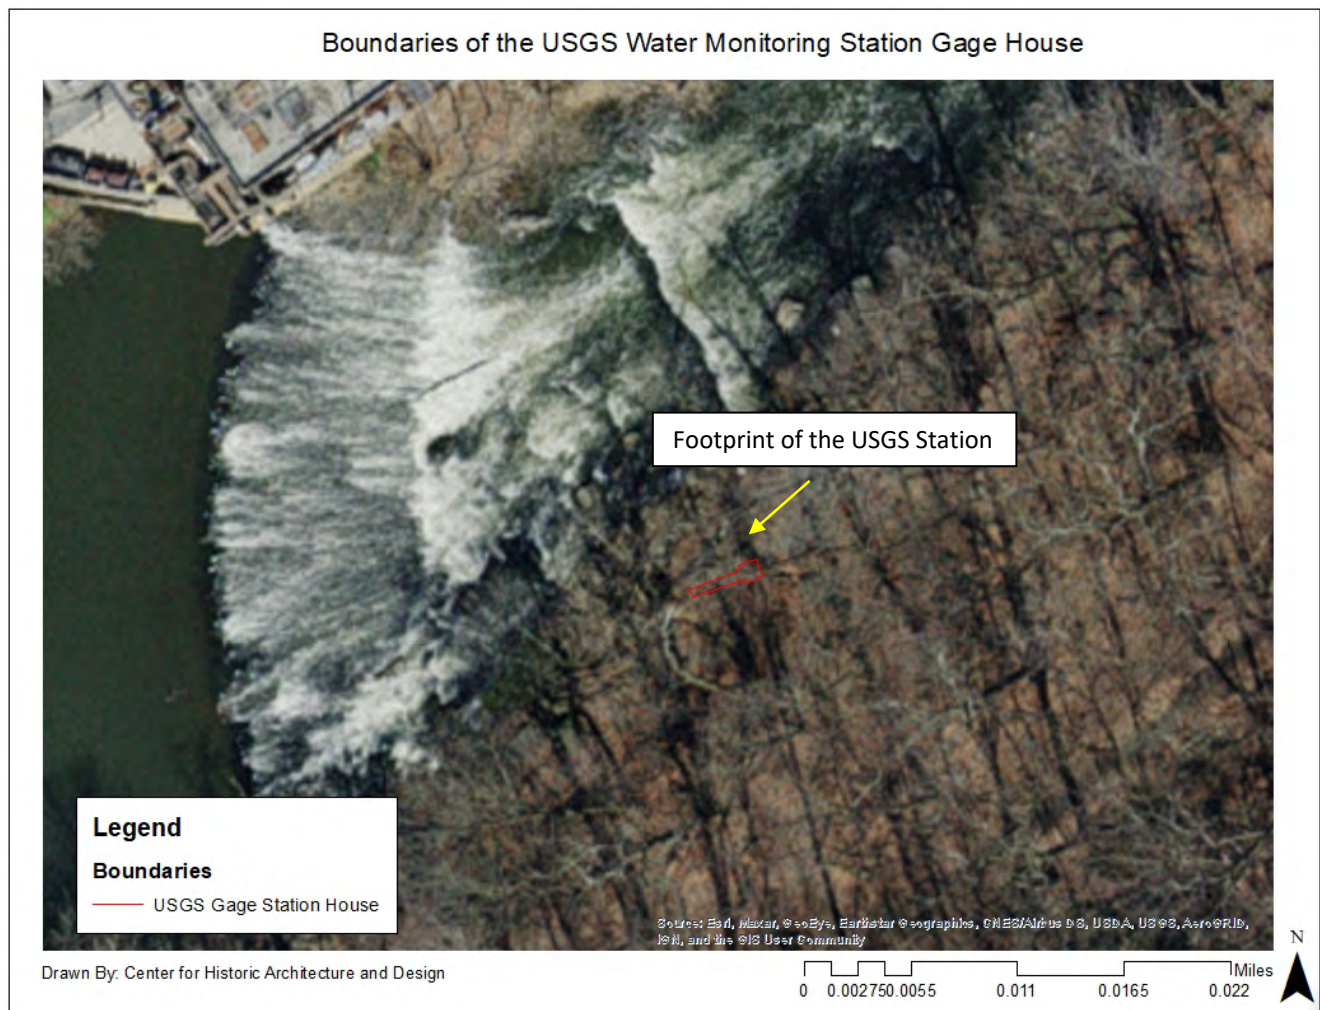 Boundaries of the USGS Water Monitoring Station Gage House
Footprint of the USGS Station
Legend
Boundaries
USGS Gage Station House
Source: Esri, Maxar, GeoEye, Earthstar Geographics, CNES/Airbus DS, USDA, USGS, AeroGRID,
IGN, and the GIS User Community
N
Drawn By: Center for Historic Architecture and Design
Miles
0 0.002750.0055 0.011 0.0165 0.022